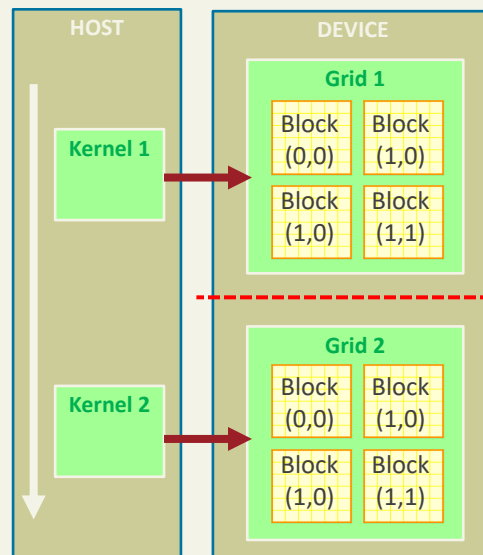 HOST
DEVICE
Grid 1
Kernel 1
Block
(0,0)
Block
(1,0)
Block
(1,0)
Block
(1,1)
Grid 2
Kernel 2
Block
(0,0)
Block
(1,0)
Block
(1,0)
Block
(1,1)